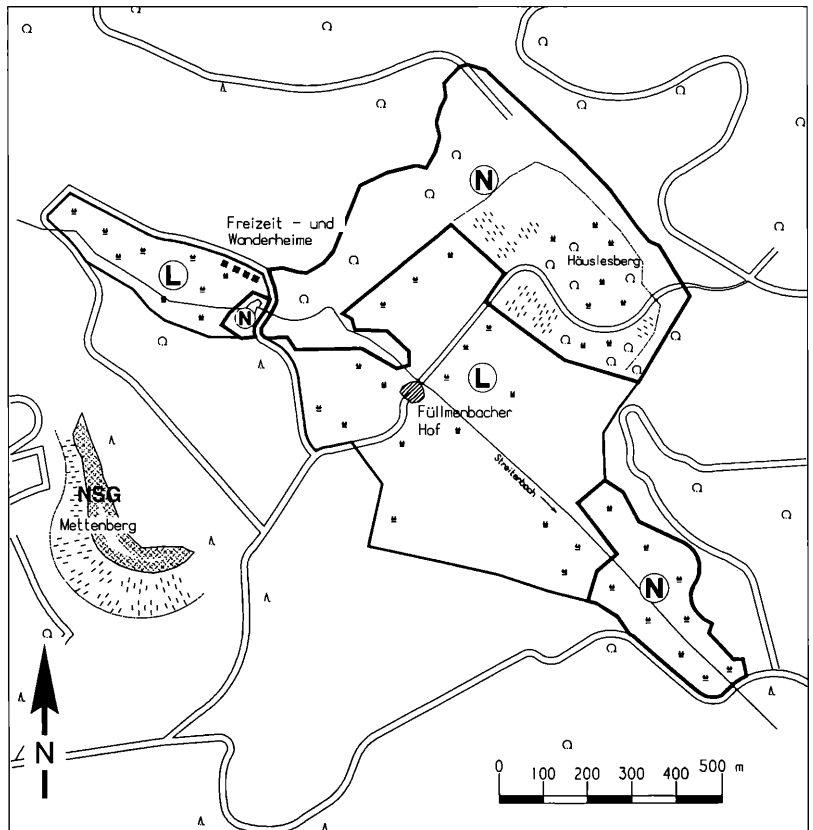 N
Freizeit - und
Wanderheime
L
Häuslesberg
N
L
Füllmenbacher
Hof
Streitenbach
NSG
Mettenberg
N
N
0 100 200 300 400 500 m